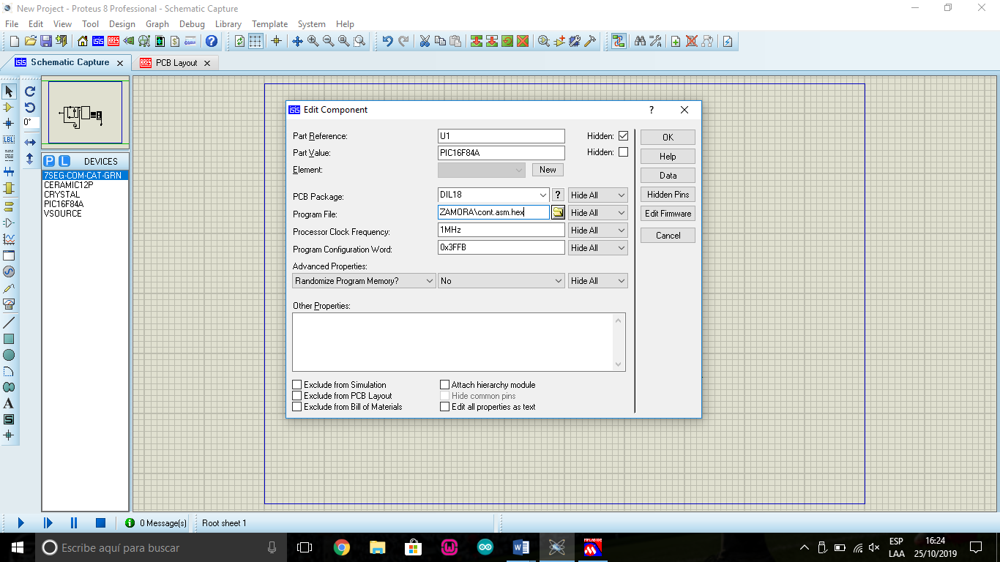 New Project - Proteus 8 Professional - Schematic Capture
File Edit View Tool Design Graph Debug Library Template System Help
Schematic Capture PCB Layout
0°
LBL
P L DEVICES
7SEG-COM-CAT-GRN
CERAMIC12P
CRYSTAL
PIC16F84A
VSOURCE
A
S
Edit Component ?
Part Reference: U1 Hidden:
Part Value: PIC16F84A Hidden:
Element: New
PCB Package: DIL18 ? Hide All
Program File: ZAMORA\cont.asm.hex Hide All
Processor Clock Frequency: 1MHz Hide All
Program Configuration Word: 0x3FFB Hide All
Advanced Properties:
Randomize Program Memory? No Hide All
Other Properties:
Exclude from Simulation Attach hierarchy module
Exclude from PCB Layout Hide common pins
Exclude from Bill of Materials Edit all properties as text
OK
Help
Data
Hidden Pins
Edit Firmware
Cancel
0 Message(s) Root sheet 1
Escribe aquí para buscar
ESP 16:24
LAA 25/10/2019